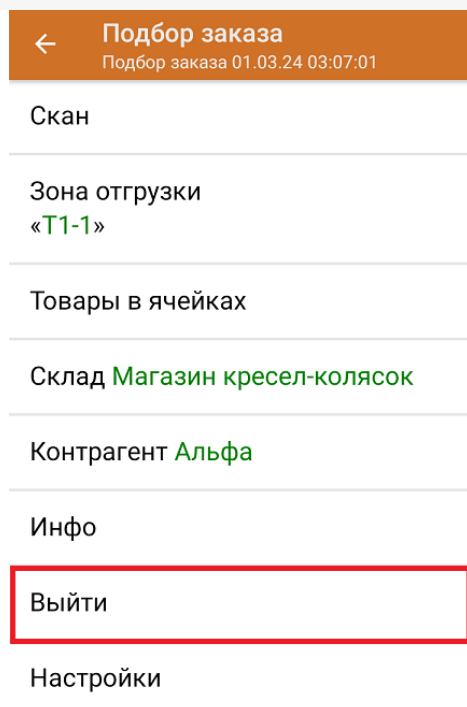 Подбор заказа
Подбор заказа 01.03.24 03:07:01
Скан
Зона отгрузки
«Т1-1»
Товары в ячейках
Склад Магазин кресел-колясок
Контрагент Альфа
Инфо
Выйти
Настройки